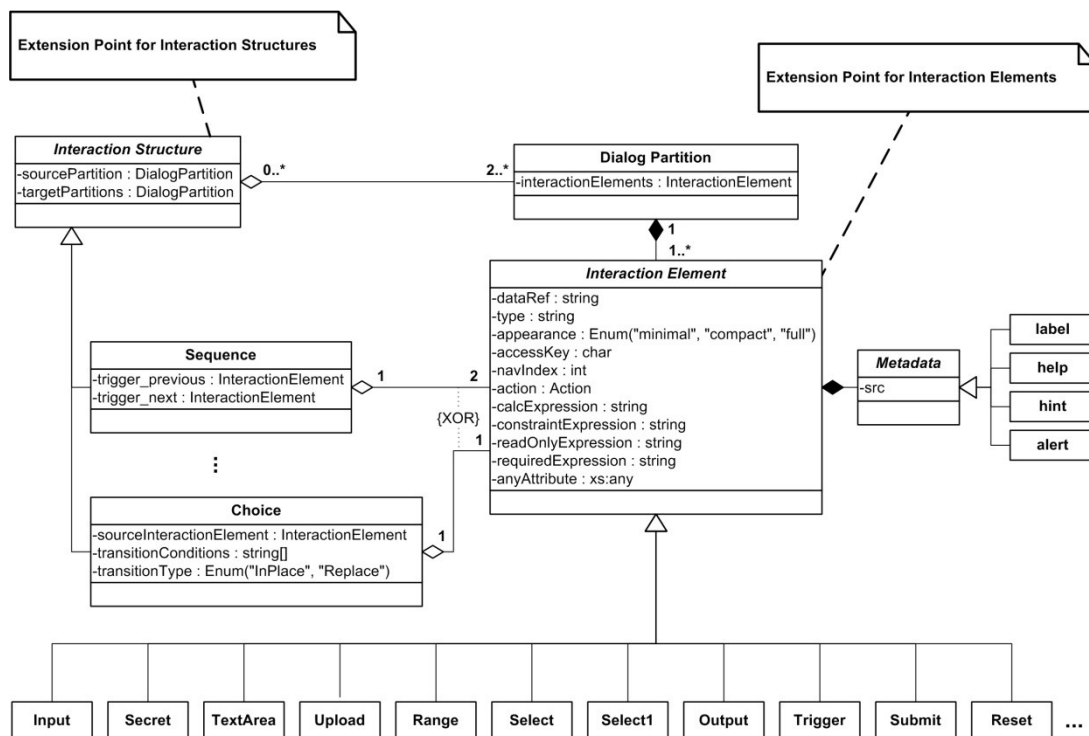 Extension Point for Interaction Structures
Extension Point for Interaction Elements
Interaction Structure
-sourcePartition : DialogPartition
-targetPartitions : DialogPartition
0..*
2..*
Dialog Partition
-interactionElements : InteractionElement
1
1..*
Interaction Element
-dataRef : string
-type : string
-appearance : Enum("minimal", "compact", "full")
-accessKey : char
-navIndex : int
-action : Action
-calcExpression : string
-constraintExpression : string
-readOnlyExpression : string
-requiredExpression : string
-anyAttribute : xs:any
Metadata
-src
label
help
hint
alert
Sequence
-trigger_previous : InteractionElement
-trigger_next : InteractionElement
1
2
{XOR}
1
...
Choice
-sourceInteractionElement : InteractionElement
-transitionConditions : string[]
-transitionType : Enum("InPlace", "Replace")
1
Input
Secret
TextArea
Upload
Range
Select
Select1
Output
Trigger
Submit
Reset
...